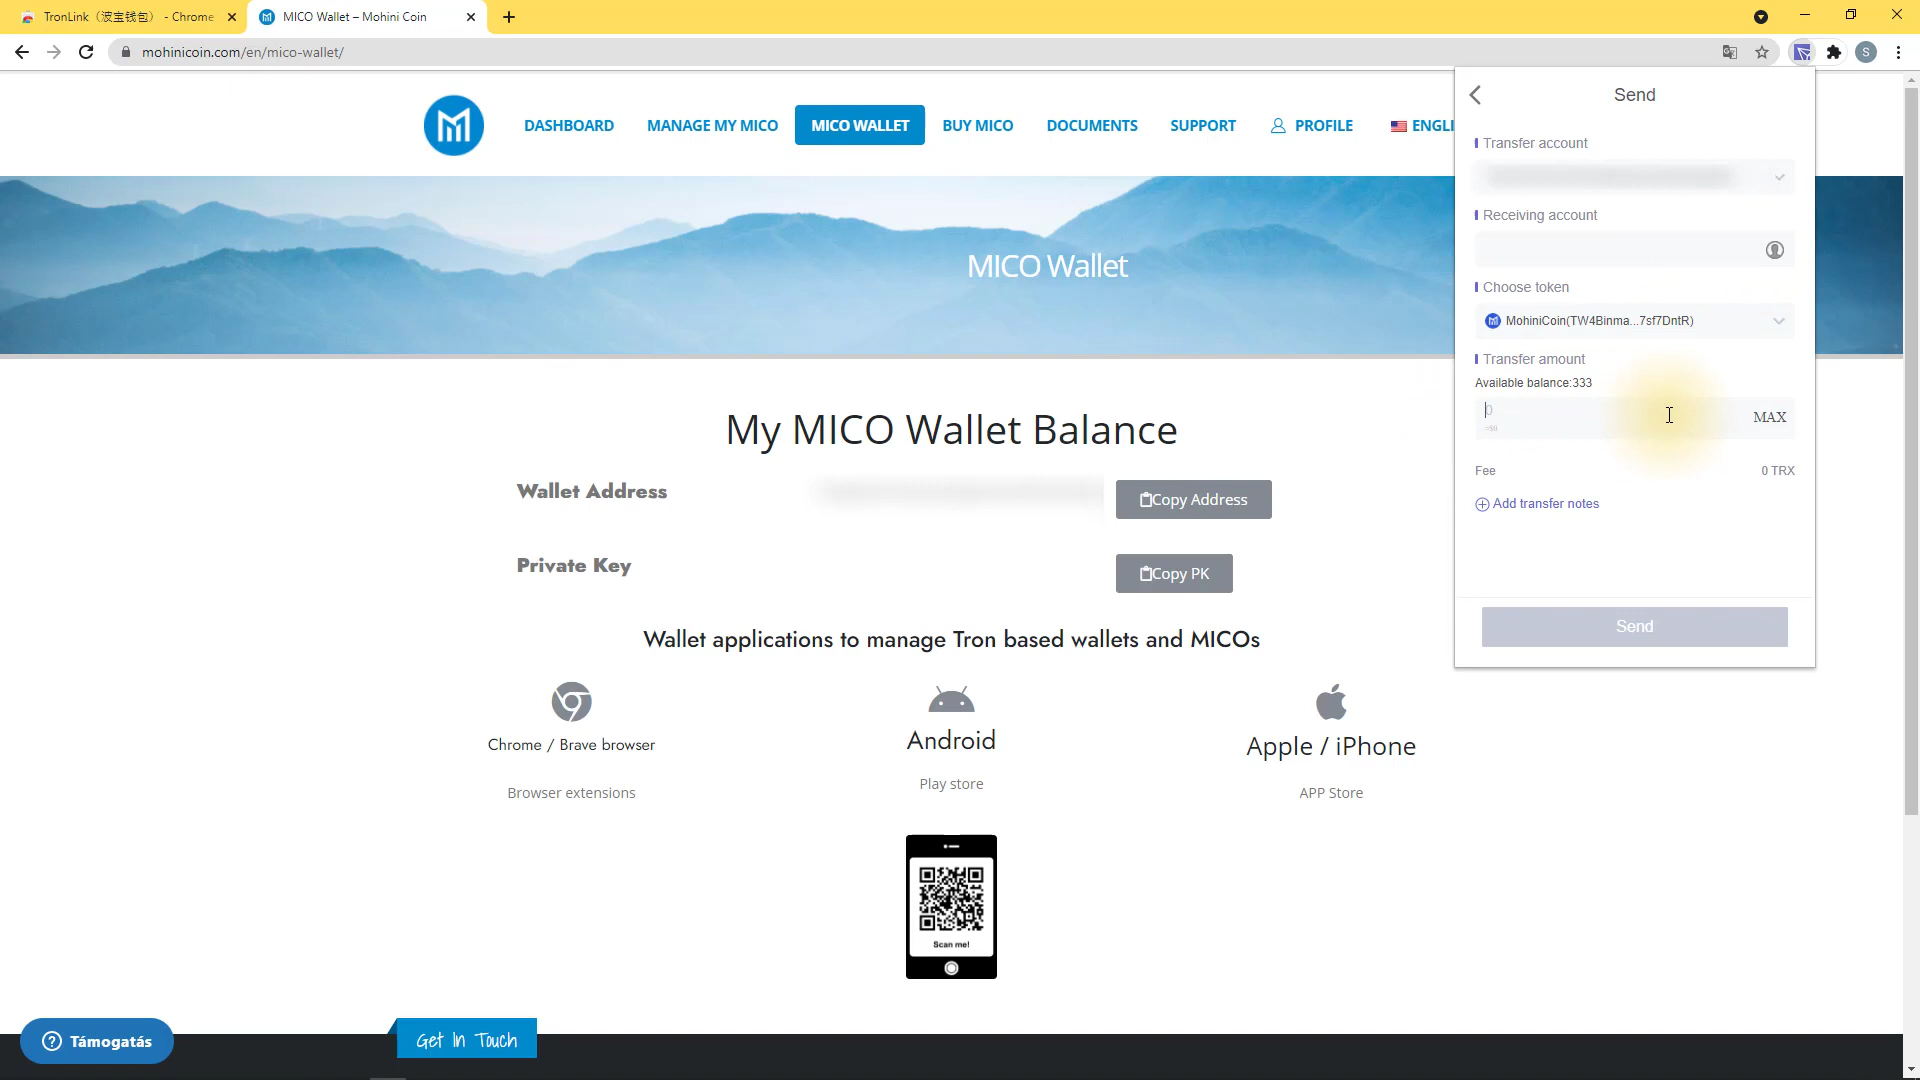 TronLink（波宝钱包） - Chrome
MICO Wallet – Mohini Coin
mohinicoin.com/en/mico-wallet/
S
DASHBOARD
MANAGE MY MICO
MICO WALLET
BUY MICO
DOCUMENTS
SUPPORT
PROFILE
ENGLI
MICO Wallet
My MICO Wallet Balance
Wallet Address
Copy Address
Private Key
Copy PK
Wallet applications to manage Tron based wallets and MICOs
Chrome / Brave browser
Browser extensions
Android
Play store
Apple / iPhone
APP Store
Scan me!
Támogatás
Get In Touch
Send
Transfer account
Receiving account
Choose token
MohiniCoin(TW4Binma...7sf7DntR)
Transfer amount
Available balance:333
0
≈$0
MAX
Fee
0 TRX
Add transfer notes
Send